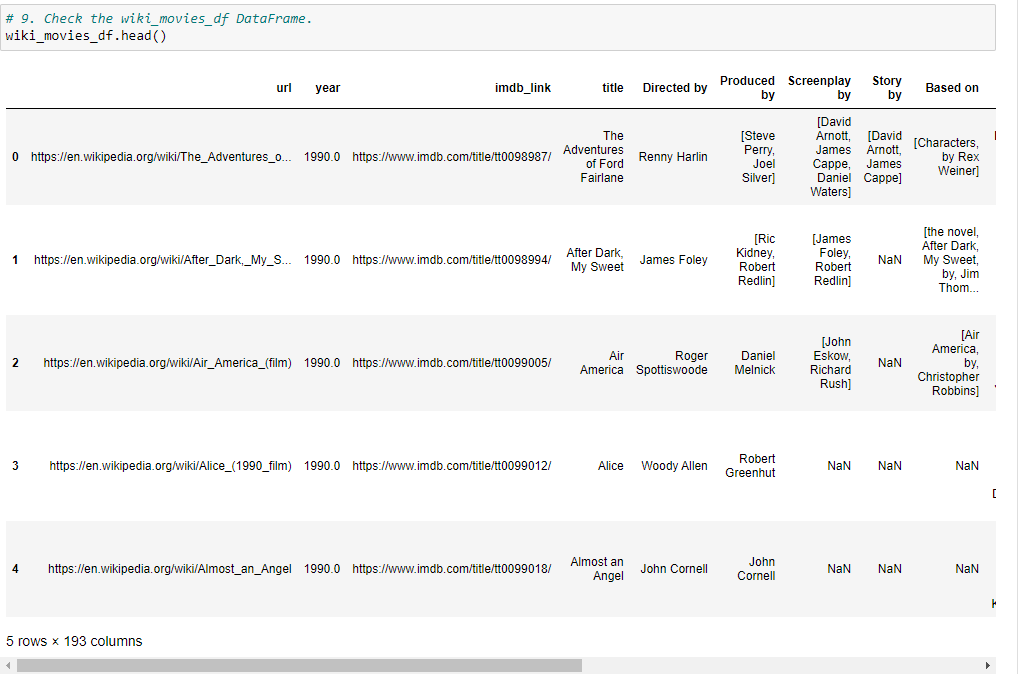 # 9. Check the wiki_movies_df DataFrame.
wiki_movies_df.head()
url year imdb_link title Directed by Produced by Screenplay by Story by Based on
0 https://en.wikipedia.org/wiki/The_Adventures_o... 1990.0 https://www.imdb.com/title/tt0098987/ The Adventures of Ford Fairlane Renny Harlin [Steve Perry, Joel Silver] [David Arnott, James Cappe, Daniel Waters] [David Arnott, James Cappe] [Characters, by Rex Weiner]
1 https://en.wikipedia.org/wiki/After_Dark,_My_S... 1990.0 https://www.imdb.com/title/tt0098994/ After Dark, My Sweet James Foley [Ric Kidney, Robert Redlin] [James Foley, Robert Redlin] NaN [the novel, After Dark, My Sweet, by, Jim Thom...
2 https://en.wikipedia.org/wiki/Air_America_(film) 1990.0 https://www.imdb.com/title/tt0099005/ Air America Roger Spottiswoode Daniel Melnick [John Eskow, Richard Rush] NaN [Air America, by, Christopher Robbins]
3 https://en.wikipedia.org/wiki/Alice_(1990_film) 1990.0 https://www.imdb.com/title/tt0099012/ Alice Woody Allen Robert Greenhut NaN NaN NaN
4 https://en.wikipedia.org/wiki/Almost_an_Angel 1990.0 https://www.imdb.com/title/tt0099018/ Almost an Angel John Cornell John Cornell NaN NaN NaN
5 rows × 193 columns